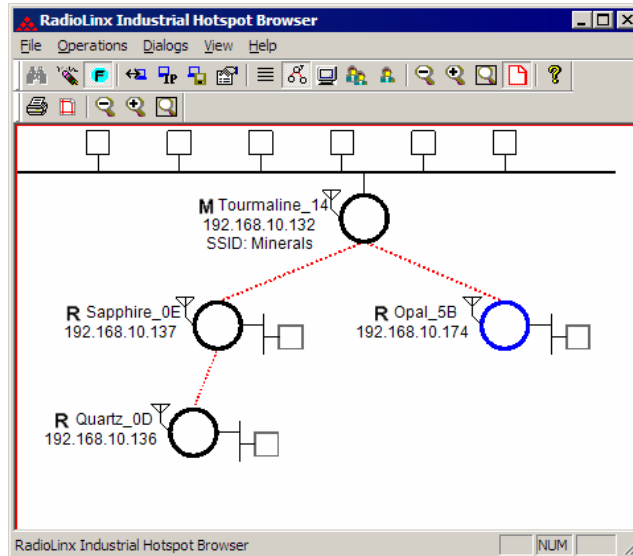 RadioLinx Industrial Hotspot Browser
File Operations Dialogs View Help
F
IP
?
M Tourmaline_14
192.168.10.132
SSID: Minerals
R Sapphire_0E
192.168.10.137
R Opal_5B
192.168.10.174
R Quartz_0D
192.168.10.136
RadioLinx Industrial Hotspot Browser
NUM